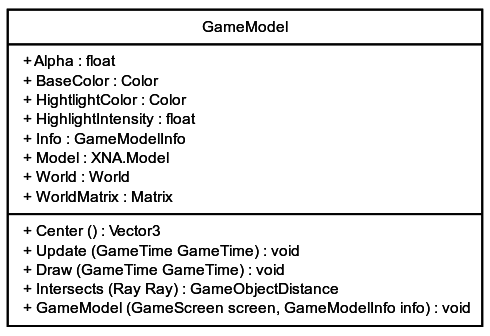 GameModel
+ Alpha : float
+ BaseColor : Color
+ HightlightColor : Color
+ HighlightIntensity : float
+ Info : GameModelInfo
+ Model : XNA.Model
+ World : World
+ WorldMatrix : Matrix
+ Center () : Vector3
+ Update (GameTime GameTime) : void
+ Draw (GameTime GameTime) : void
+ Intersects (Ray Ray) : GameObjectDistance
+ GameModel (GameScreen screen, GameModelInfo info) : void